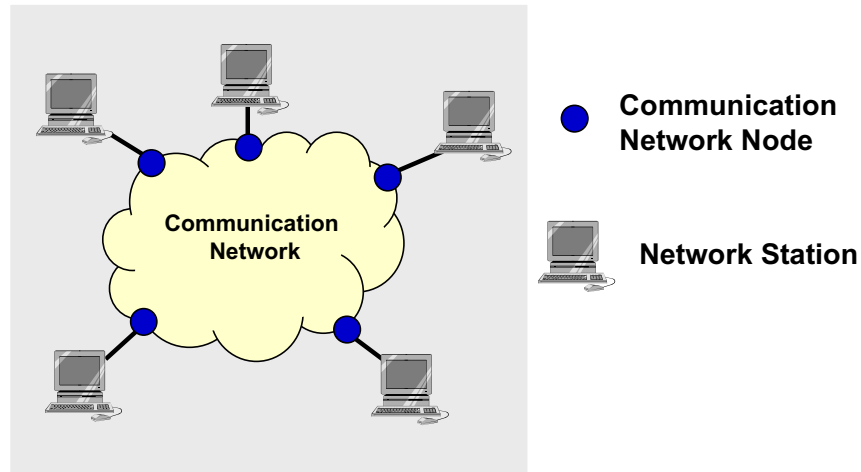 Communication
Network
Communication
Network Node
Network Station